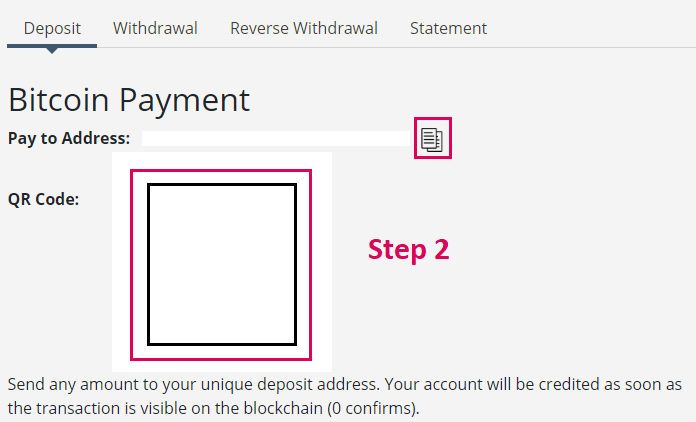 Deposit Withdrawal Reverse Withdrawal Statement
Bitcoin Payment
Pay to Address:
QR Code:
Step 2
Send any amount to your unique deposit address. Your account will be credited as soon as
the transaction is visible on the blockchain (0 confirms).